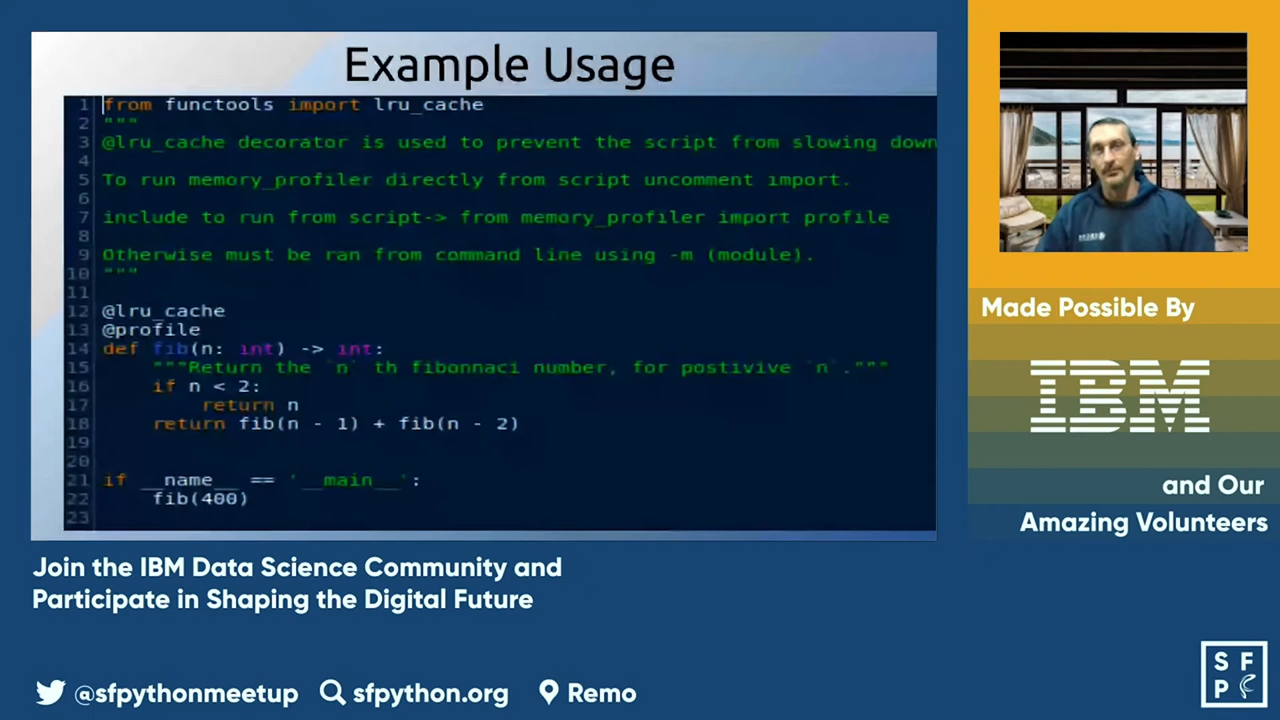 Example Usage
1 from functools import lru_cache
2 """
3 @lru_cache decorator is used to prevent the script from slowing down
4
5 To run memory_profiler directly from script uncomment import.
6
7 include to run from script-> from memory_profiler import profile
8
9 Otherwise must be ran from command line using -m (module).
10 """
11
12 @lru_cache
13 @profile
14 def fib(n: int) -> int:
15 """Return the `n` th fibonnaci number, for postivive `n`."""
16 if n < 2:
17 return n
18 return fib(n - 1) + fib(n - 2)
19
20
21 if __name__ == '__main__':
22 fib(400)
23
Made Possible By
IBM
and Our
Amazing Volunteers
Join the IBM Data Science Community and
Participate in Shaping the Digital Future
@sfpythonmeetup sfpython.org Remo
S F
P